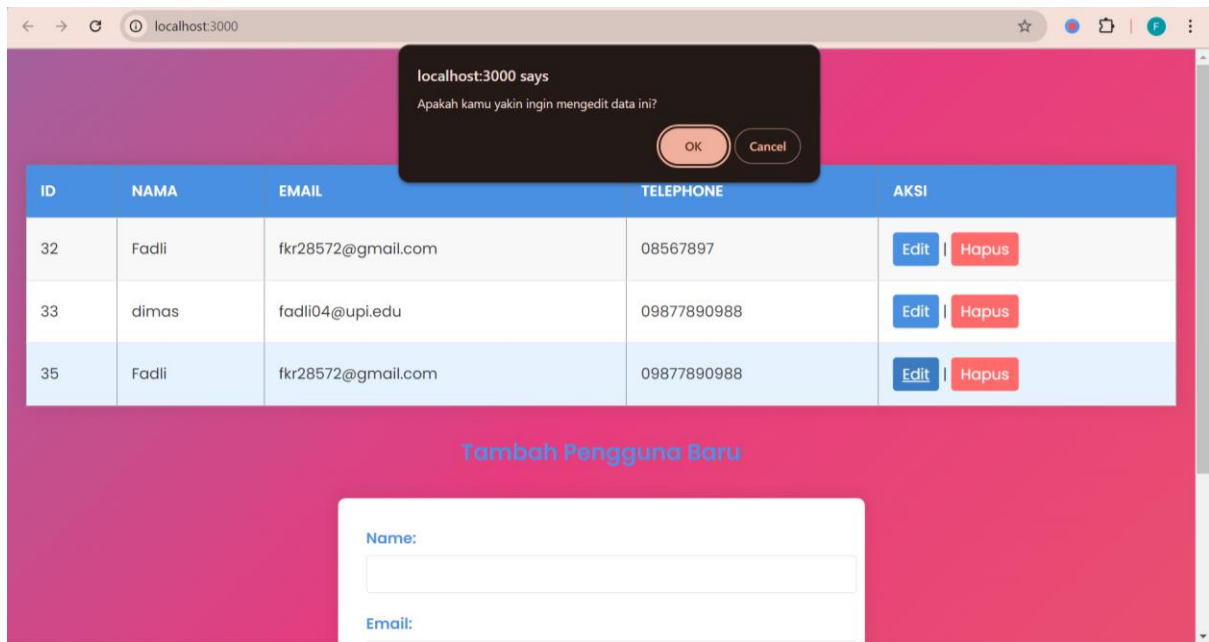 localhost:3000
F
localhost:3000 says
Apakah kamu yakin ingin mengedit data ini?
OK Cancel
ID NAMA EMAIL TELEPHONE AKSI
32 Fadli fkr28572@gmail.com 08567897 Edit | Hapus
33 dimas fadli04@upi.edu 09877890988 Edit | Hapus
35 Fadli fkr28572@gmail.com 09877890988 Edit | Hapus
Tambah Pengguna Baru
Name:
Email: